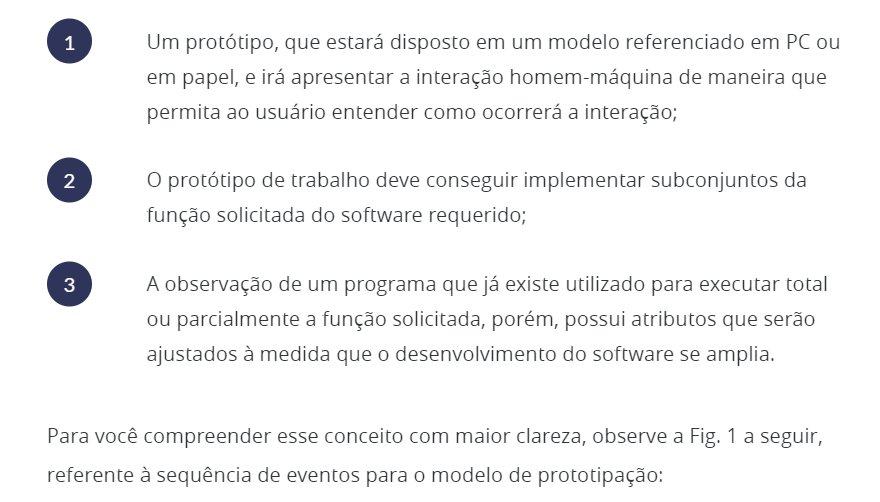 1
Um protótipo, que estará disposto em um modelo referenciado em PC ou
em papel, e irá apresentar a interação homem-máquina de maneira que
permita ao usuário entender como ocorrerá a interação;
2
O protótipo de trabalho deve conseguir implementar subconjuntos da
função solicitada do software requerido;
3
A observação de um programa que já existe utilizado para executar total
ou parcialmente a função solicitada, porém, possui atributos que serão
ajustados à medida que o desenvolvimento do software se amplia.
Para você compreender esse conceito com maior clareza, observe a Fig. 1 a seguir,
referente à sequência de eventos para o modelo de prototipação: